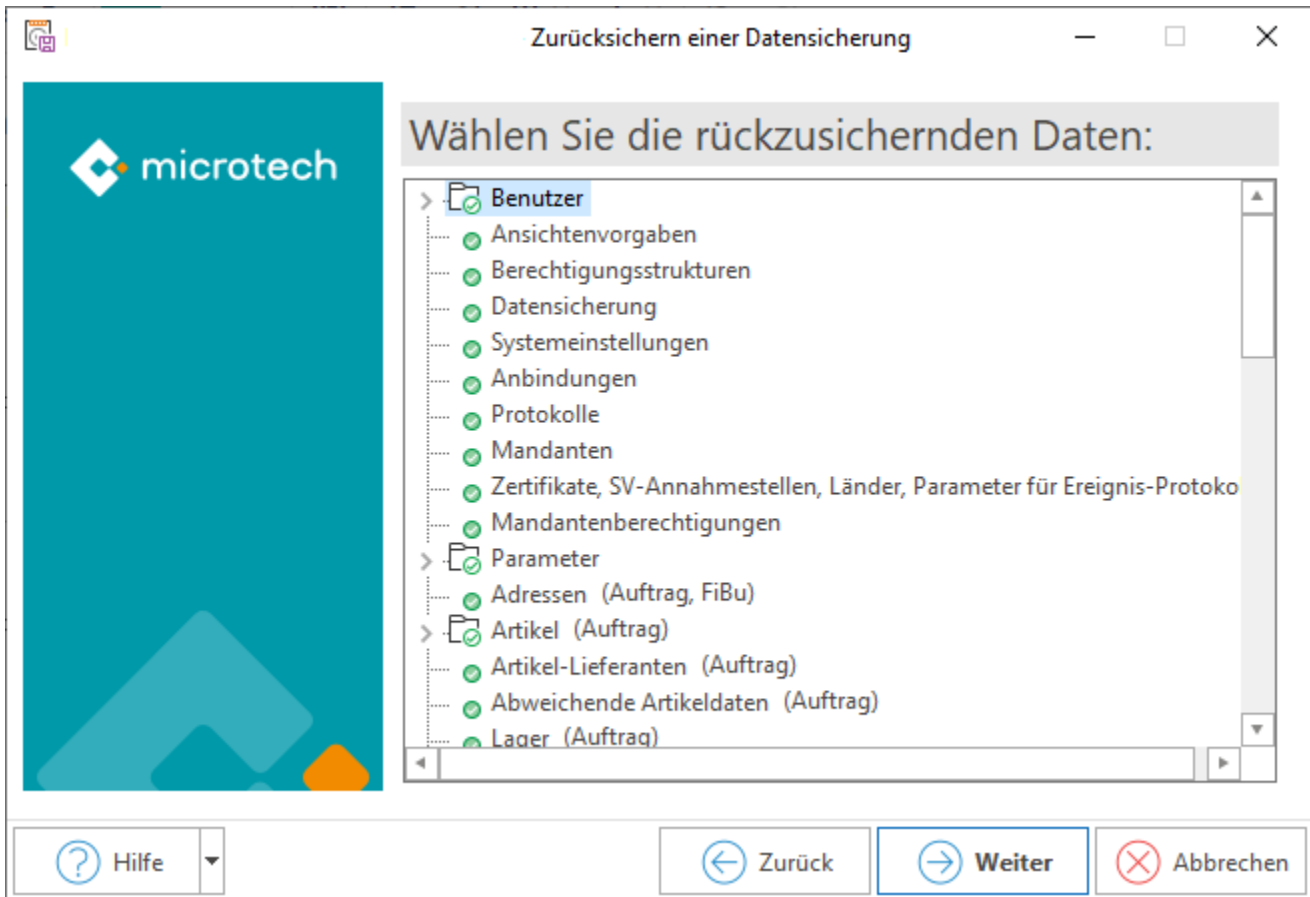 Zurücksichern einer Datensicherung
microtech
Wählen Sie die rückzusichernden Daten:
Benutzer
Ansichtenvorgaben
Berechtigungsstrukturen
Datensicherung
Systemeinstellungen
Anbindungen
Protokolle
Mandanten
Zertifikate, SV-Annahmestellen, Länder, Parameter für Ereignis-Protoko
Mandantenberechtigungen
Parameter
Adressen (Auftrag, FiBu)
Artikel (Auftrag)
Artikel-Lieferanten (Auftrag)
Abweichende Artikeldaten (Auftrag)
Lager (Auftrag)
Hilfe
Zurück
Weiter
Abbrechen